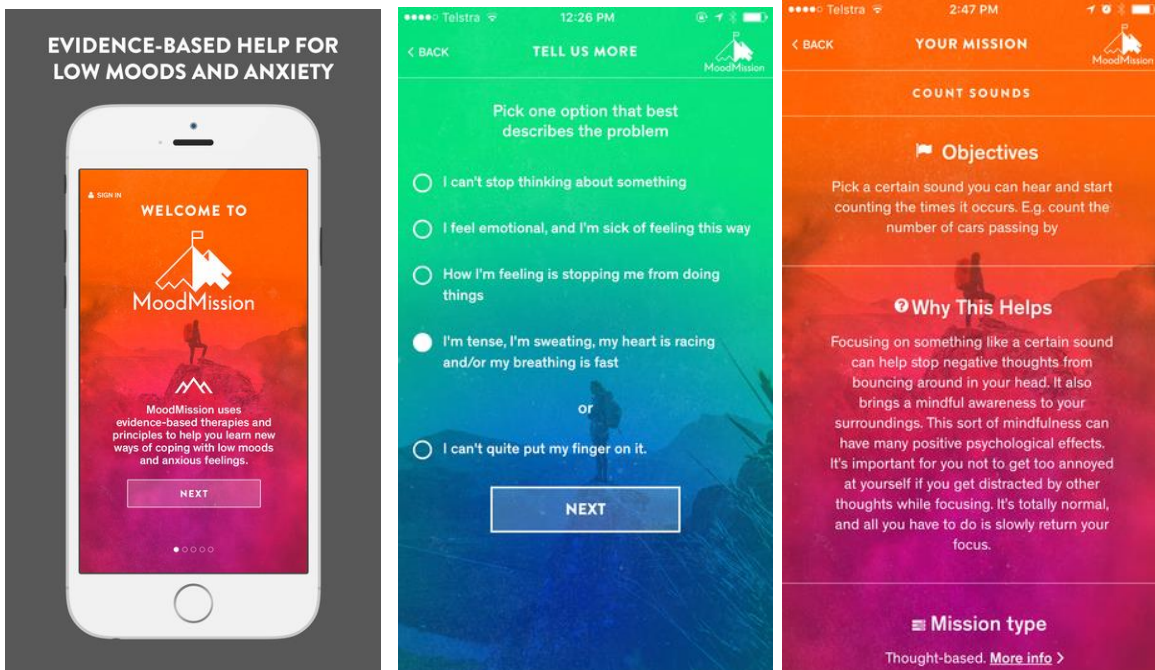 EVIDENCE-BASED HELP FOR
LOW MOODS AND ANXIETY
SIGN IN
WELCOME TO
MoodMission
MoodMission uses
evidence-based therapies and
principles to help you learn new
ways of coping with low moods
and anxious feelings.
NEXT
Telstra 12:26 PM
< BACK TELL US MORE
MoodMission
Pick one option that best
describes the problem
I can't stop thinking about something
I feel emotional, and I'm sick of feeling this way
How I'm feeling is stopping me from doing
things
I'm tense, I'm sweating, my heart is racing
and/or my breathing is fast
or
I can't quite put my finger on it.
NEXT
Telstra 2:47 PM
< BACK YOUR MISSION
MoodMission
COUNT SOUNDS
Objectives
Pick a certain sound you can hear and start
counting the times it occurs. E.g. count the
number of cars passing by
Why This Helps
Focusing on something like a certain sound
can help stop negative thoughts from
bouncing around in your head. It also
brings a mindful awareness to your
surroundings. This sort of mindfulness can
have many positive psychological effects.
It's important for you not to get too annoyed
at yourself if you get distracted by other
thoughts while focusing. It's totally normal,
and all you have to do is slowly return your
focus.
Mission type
Thought-based. More info >